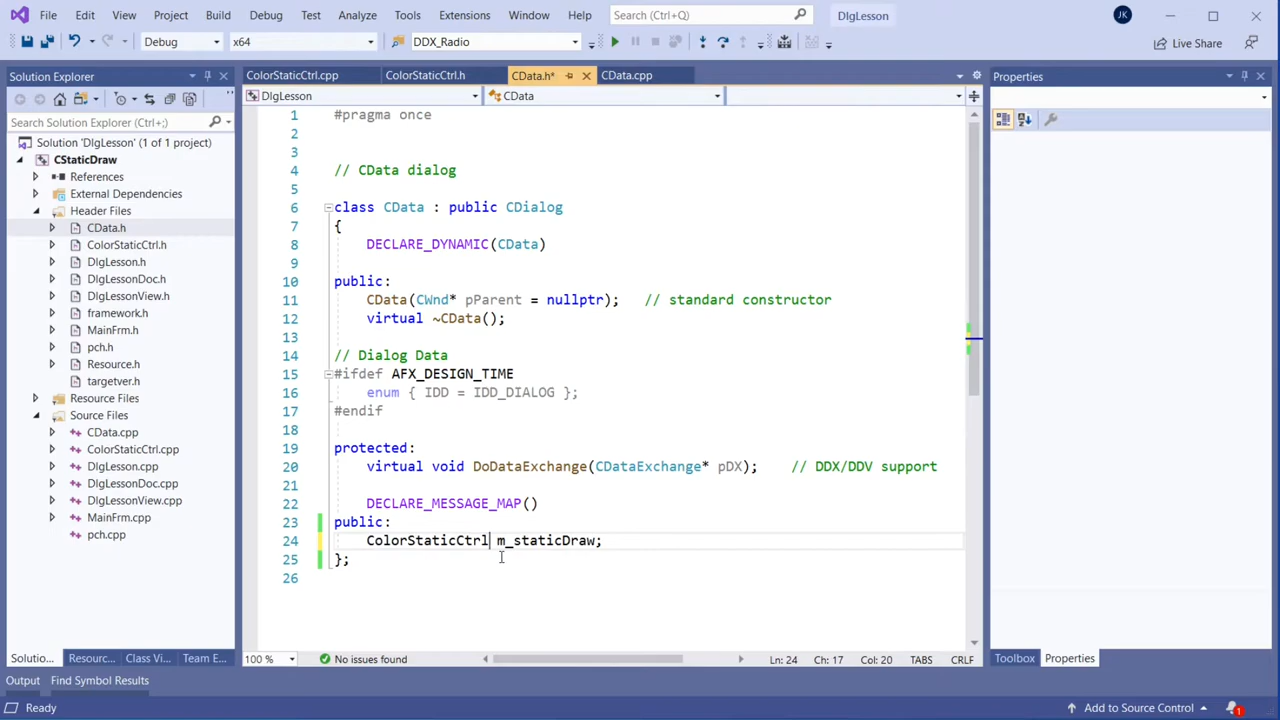 File Edit View Project Build Debug Test Analyze Tools Extensions Window Help Search (Ctrl+Q) DlgLesson JK
Debug x64 DDX_Radio Live Share
Solution Explorer
Search Solution Explorer (Ctrl+;)
Solution 'DlgLesson' (1 of 1 project)
CStaticDraw
References
External Dependencies
Header Files
CData.h
ColorStaticCtrl.h
DlgLesson.h
DlgLessonDoc.h
DlgLessonView.h
framework.h
MainFrm.h
pch.h
Resource.h
targetver.h
Resource Files
Source Files
CData.cpp
ColorStaticCtrl.cpp
DlgLesson.cpp
DlgLessonDoc.cpp
DlgLessonView.cpp
MainFrm.cpp
pch.cpp
Solutio... Resourc... Class Vi... Team E...
ColorStaticCtrl.cpp ColorStaticCtrl.h CData.h* CData.cpp
DlgLesson CData
1 #pragma once
2
3
4 // CData dialog
5
6 class CData : public CDialog
7 {
8 DECLARE_DYNAMIC(CData)
9
10 public:
11 CData(CWnd* pParent = nullptr); // standard constructor
12 virtual ~CData();
13
14 // Dialog Data
15 #ifdef AFX_DESIGN_TIME
16 enum { IDD = IDD_DIALOG };
17 #endif
18
19 protected:
20 virtual void DoDataExchange(CDataExchange* pDX); // DDX/DDV support
21
22 DECLARE_MESSAGE_MAP()
23 public:
24 ColorStaticCtrl m_staticDraw;
25 };
26
100 % No issues found Ln: 24 Ch: 17 Col: 20 TABS CRLF
Properties
Toolbox Properties
Output Find Symbol Results
Ready Add to Source Control 1